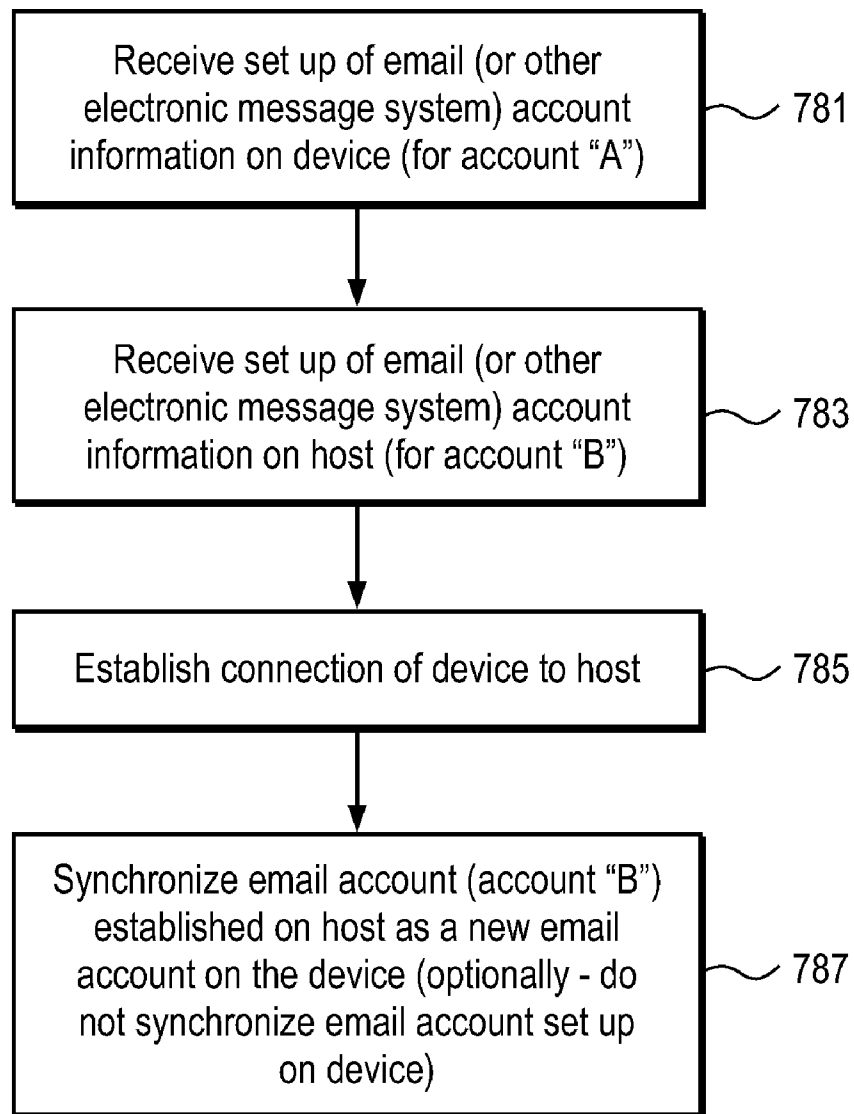 Receive set up of email (or other
electronic message system) account
information on device (for account “A”)
781
Receive set up of email (or other
electronic message system) account
information on host (for account “B”)
783
Establish connection of device to host
785
Synchronize email account (account “B”)
established on host as a new email
account on the device (optionally - do
not synchronize email account set up
on device)
787